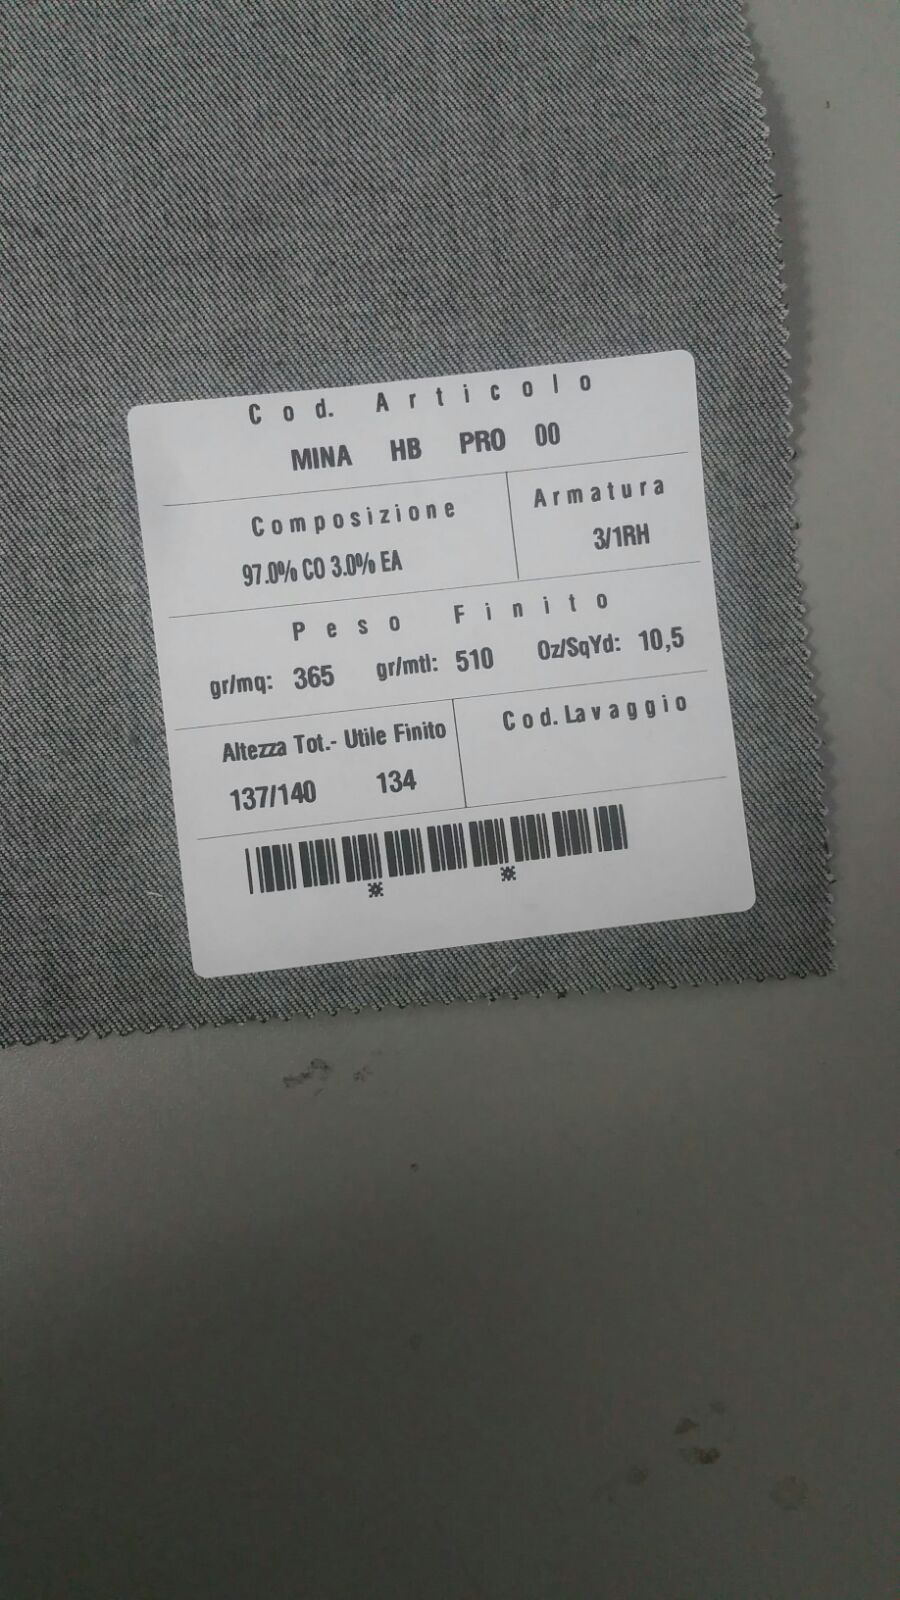 Cod. Articolo
MINA HB PRO 00
Composizione
97.0% CO 3.0% EA
Armatura
3/1RH
Peso Finito
gr/mq: 365 gr/mtl: 510 Oz/SqYd: 10,5
Altezza Tot.- Utile Finito
137/140 134
Cod. Lavaggio